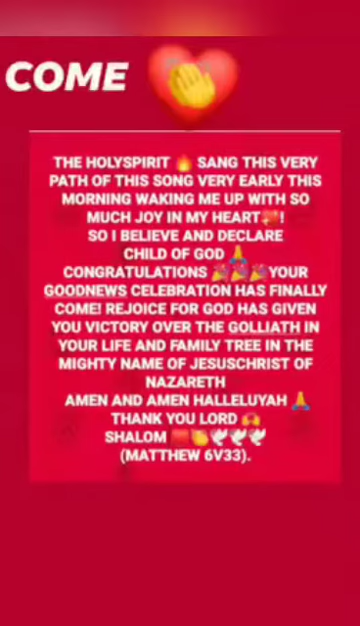 COME
THE HOLYSPIRIT 🔥 SANG THIS VERY
PATH OF THIS SONG VERY EARLY THIS
MORNING WAKING ME UP WITH SO
MUCH JOY IN MY HEART💖!
SO I BELIEVE AND DECLARE
CHILD OF GOD 🙏
CONGRATULATIONS 🎉🎉🎉YOUR
GOODNEWS CELEBRATION HAS FINALLY
COME! REJOICE FOR GOD HAS GIVEN
YOU VICTORY OVER THE GOLLIATH IN
YOUR LIFE AND FAMILY TREE IN THE
MIGHTY NAME OF JESUSCHRIST OF
NAZARETH
AMEN AND AMEN HALLELUYAH 🙏
THANK YOU LORD 🙌
SHALOM 🟥👏🕊🕊🕊
(MATTHEW 6V33).